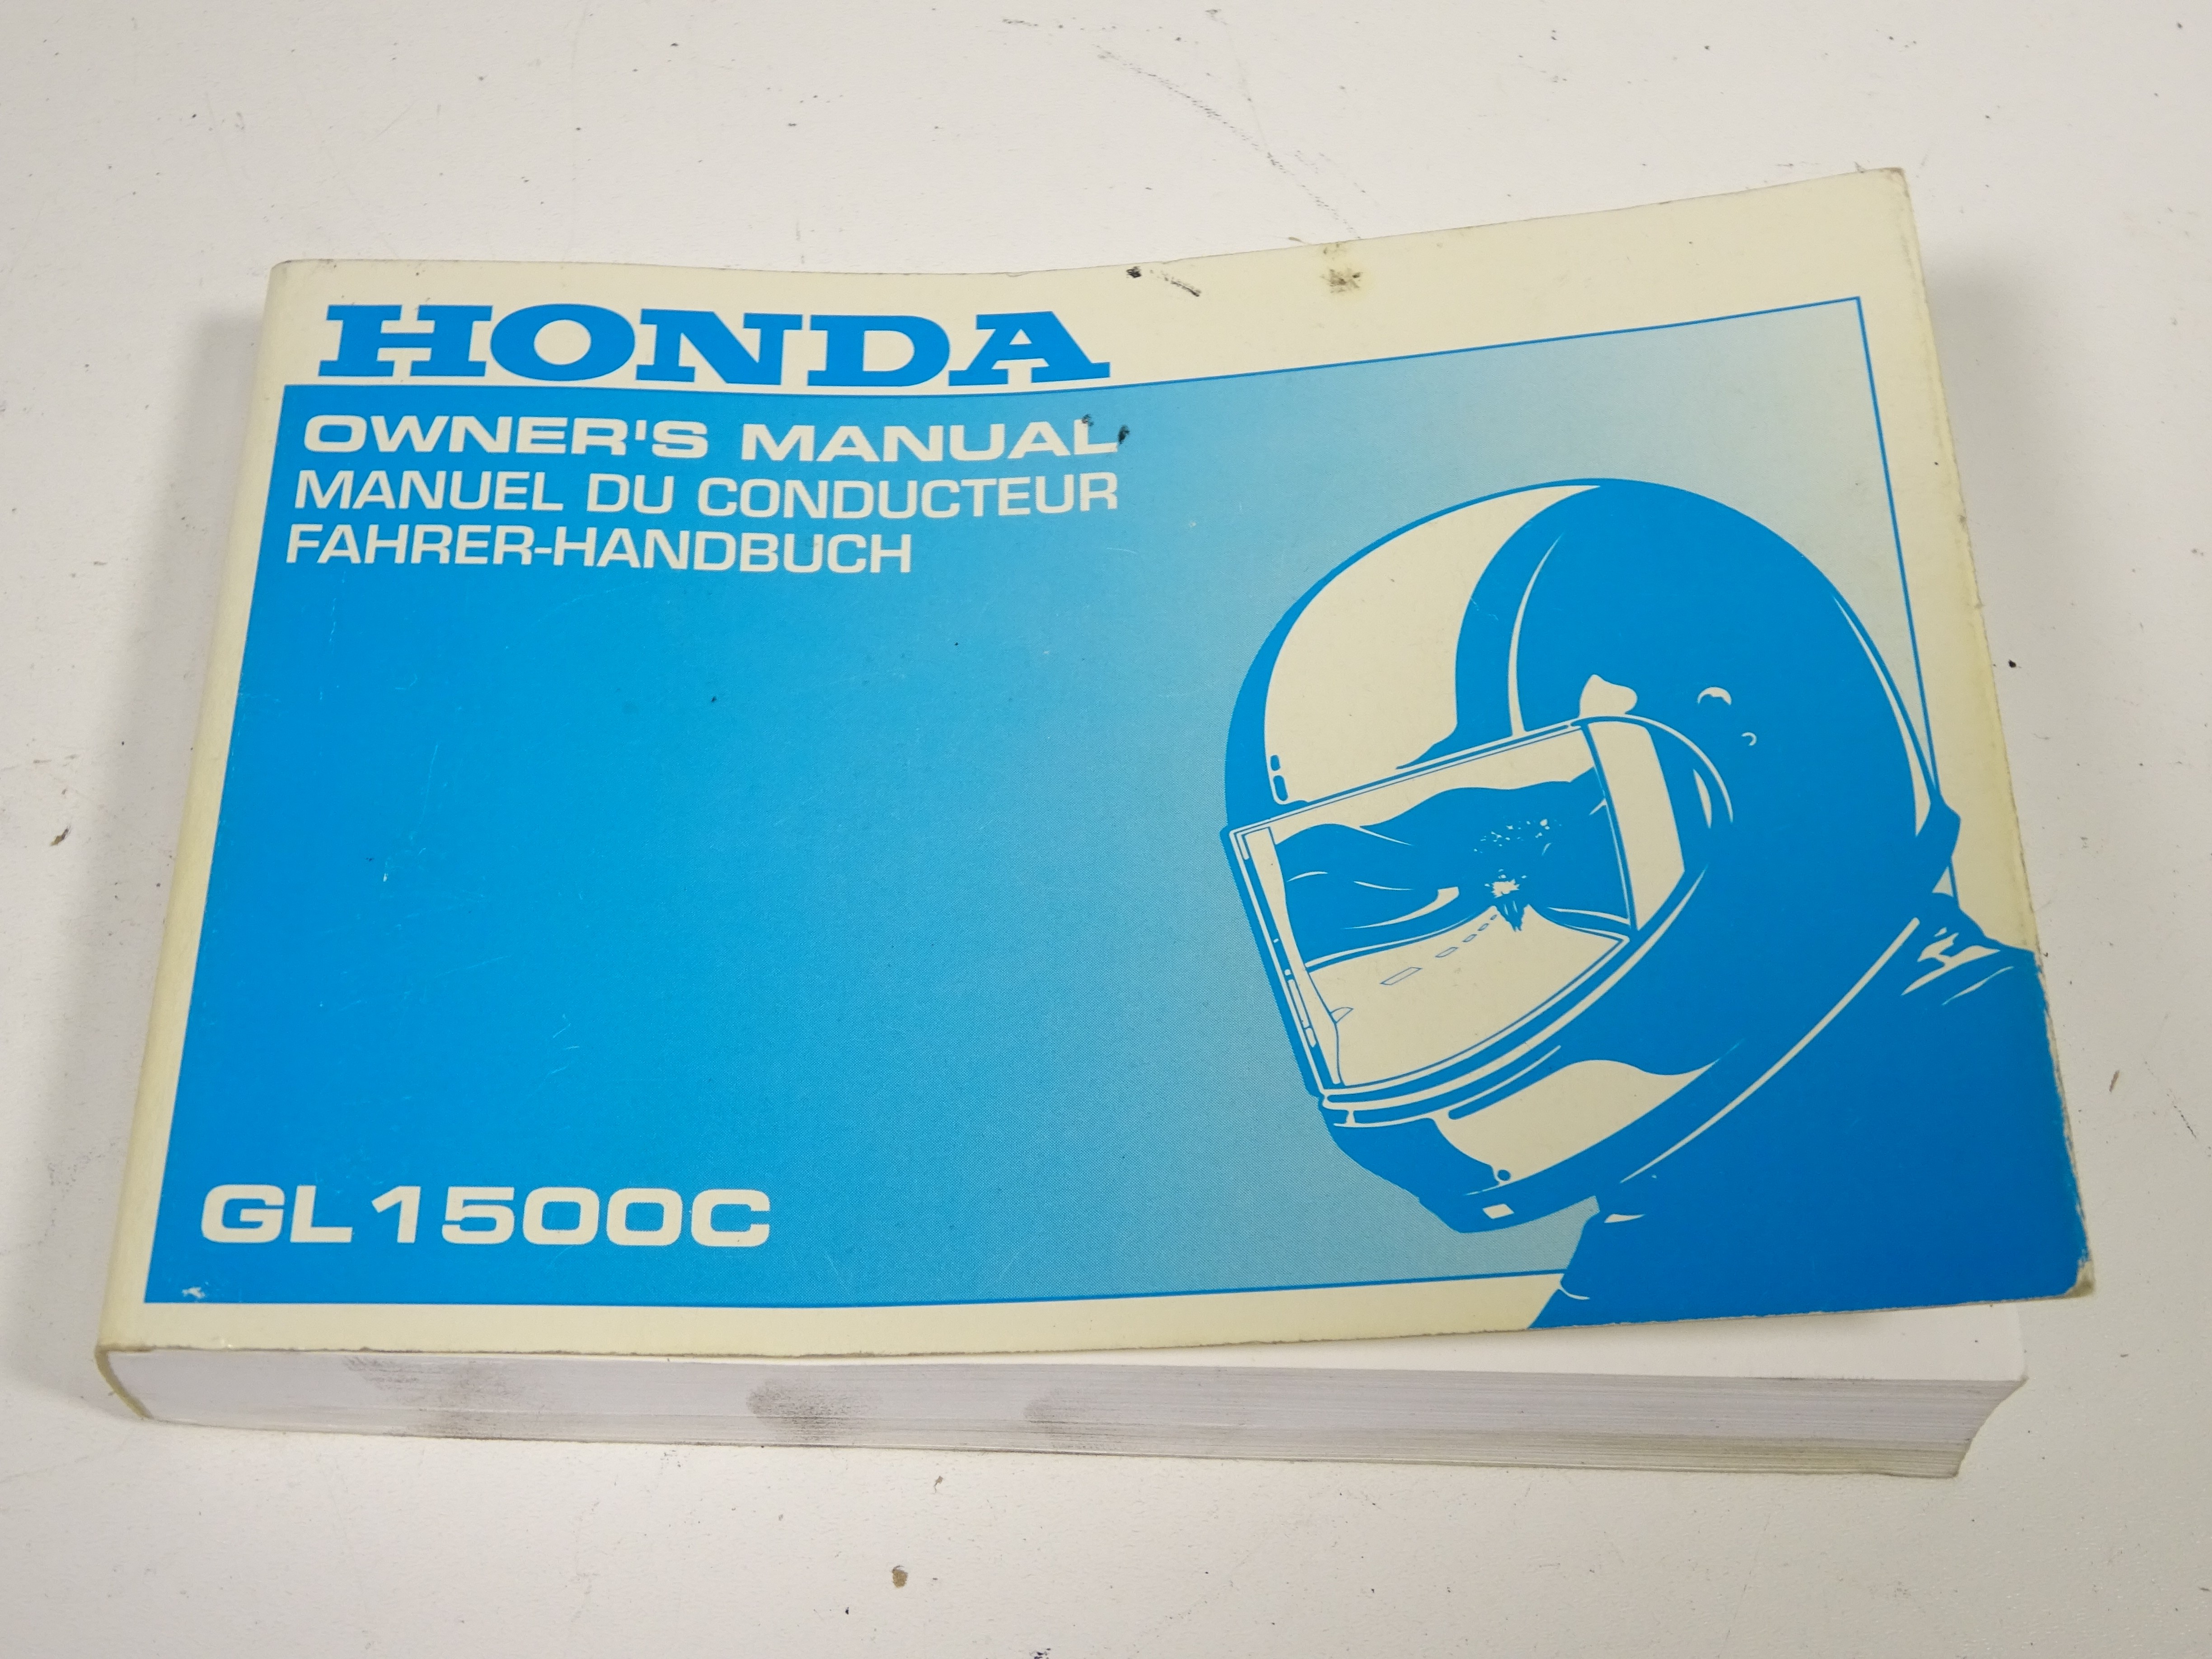 HONDA
OWNER'S MANUAL
MANUEL DU CONDUCTEUR
FAHRER-HANDBUCH
GL1500C